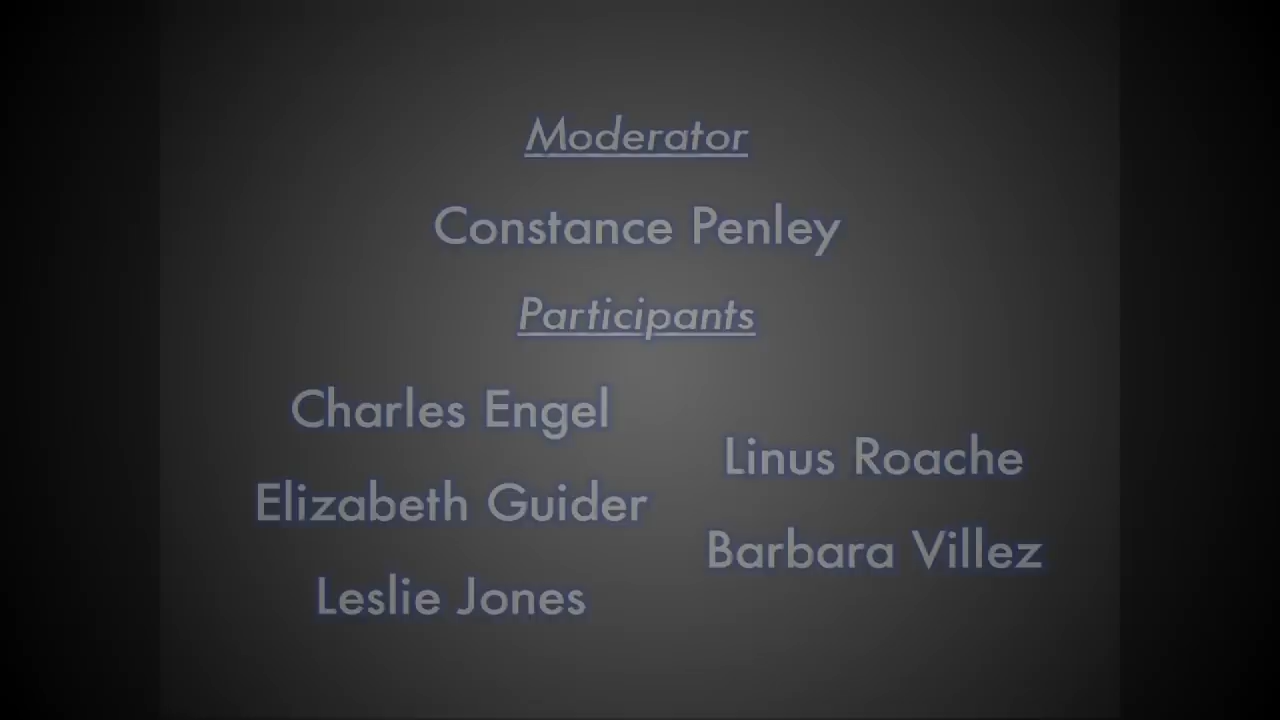 Moderator
Constance Penley
Participants
Charles Engel
Elizabeth Guider
Leslie Jones
Linus Roache
Barbara Villez